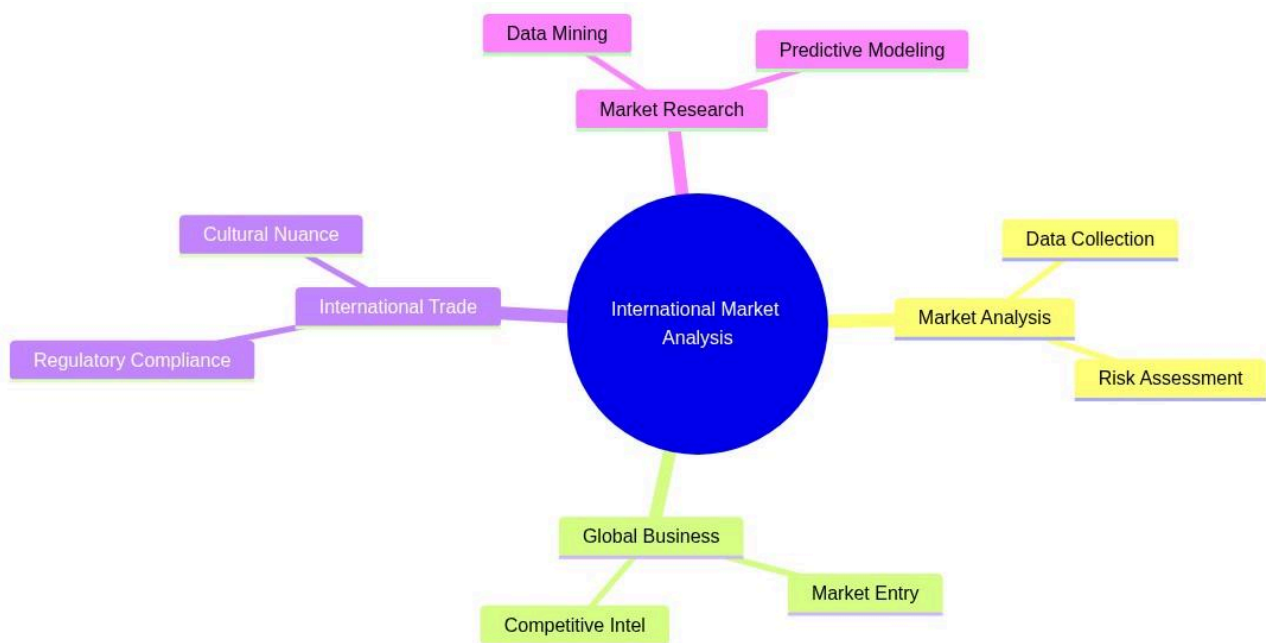 Data Mining
Predictive Modeling
Market Research
Cultural Nuance
Data Collection
International Trade
International Market
Analysis
Market Analysis
Regulatory Compliance
Risk Assessment
Global Business
Market Entry
Competitive Intel